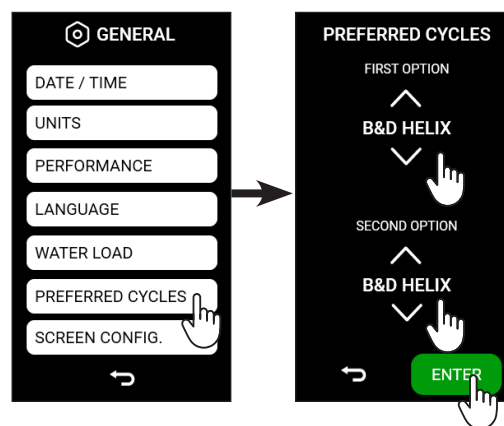 GENERAL
DATE / TIME
UNITS
PERFORMANCE
LANGUAGE
WATER LOAD
PREFERRED CYCLES
SCREEN CONFIG.
PREFERRED CYCLES
FIRST OPTION
B&D HELIX
SECOND OPTION
B&D HELIX
ENTER